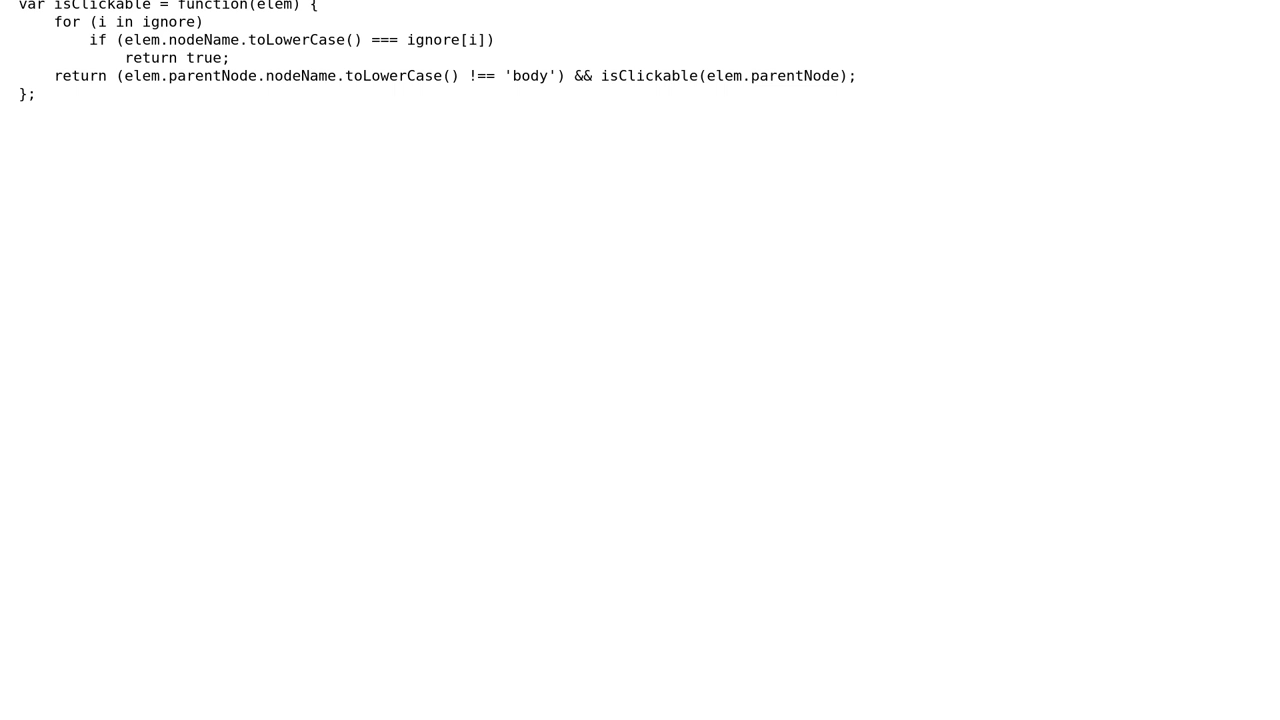 var isClickable = function(elem) {
    for (i in ignore)
        if (elem.nodeName.toLowerCase() === ignore[i])
            return true;
    return (elem.parentNode.nodeName.toLowerCase() !== 'body') && isClickable(elem.parentNode);
};